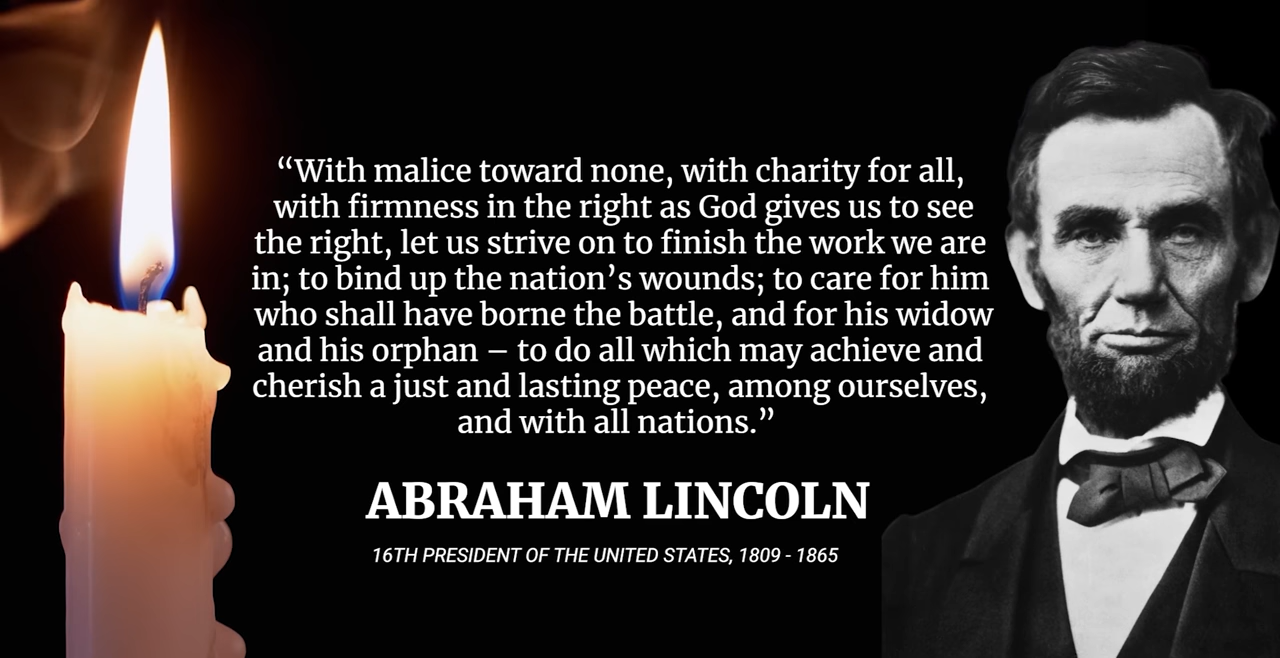 “With malice toward none, with charity for all,
with firmness in the right as God gives us to see
the right, let us strive on to finish the work we are
in; to bind up the nation’s wounds; to care for him
who shall have borne the battle, and for his widow
and his orphan – to do all which may achieve and
cherish a just and lasting peace, among ourselves,
and with all nations.”
ABRAHAM LINCOLN
16TH PRESIDENT OF THE UNITED STATES, 1809 - 1865